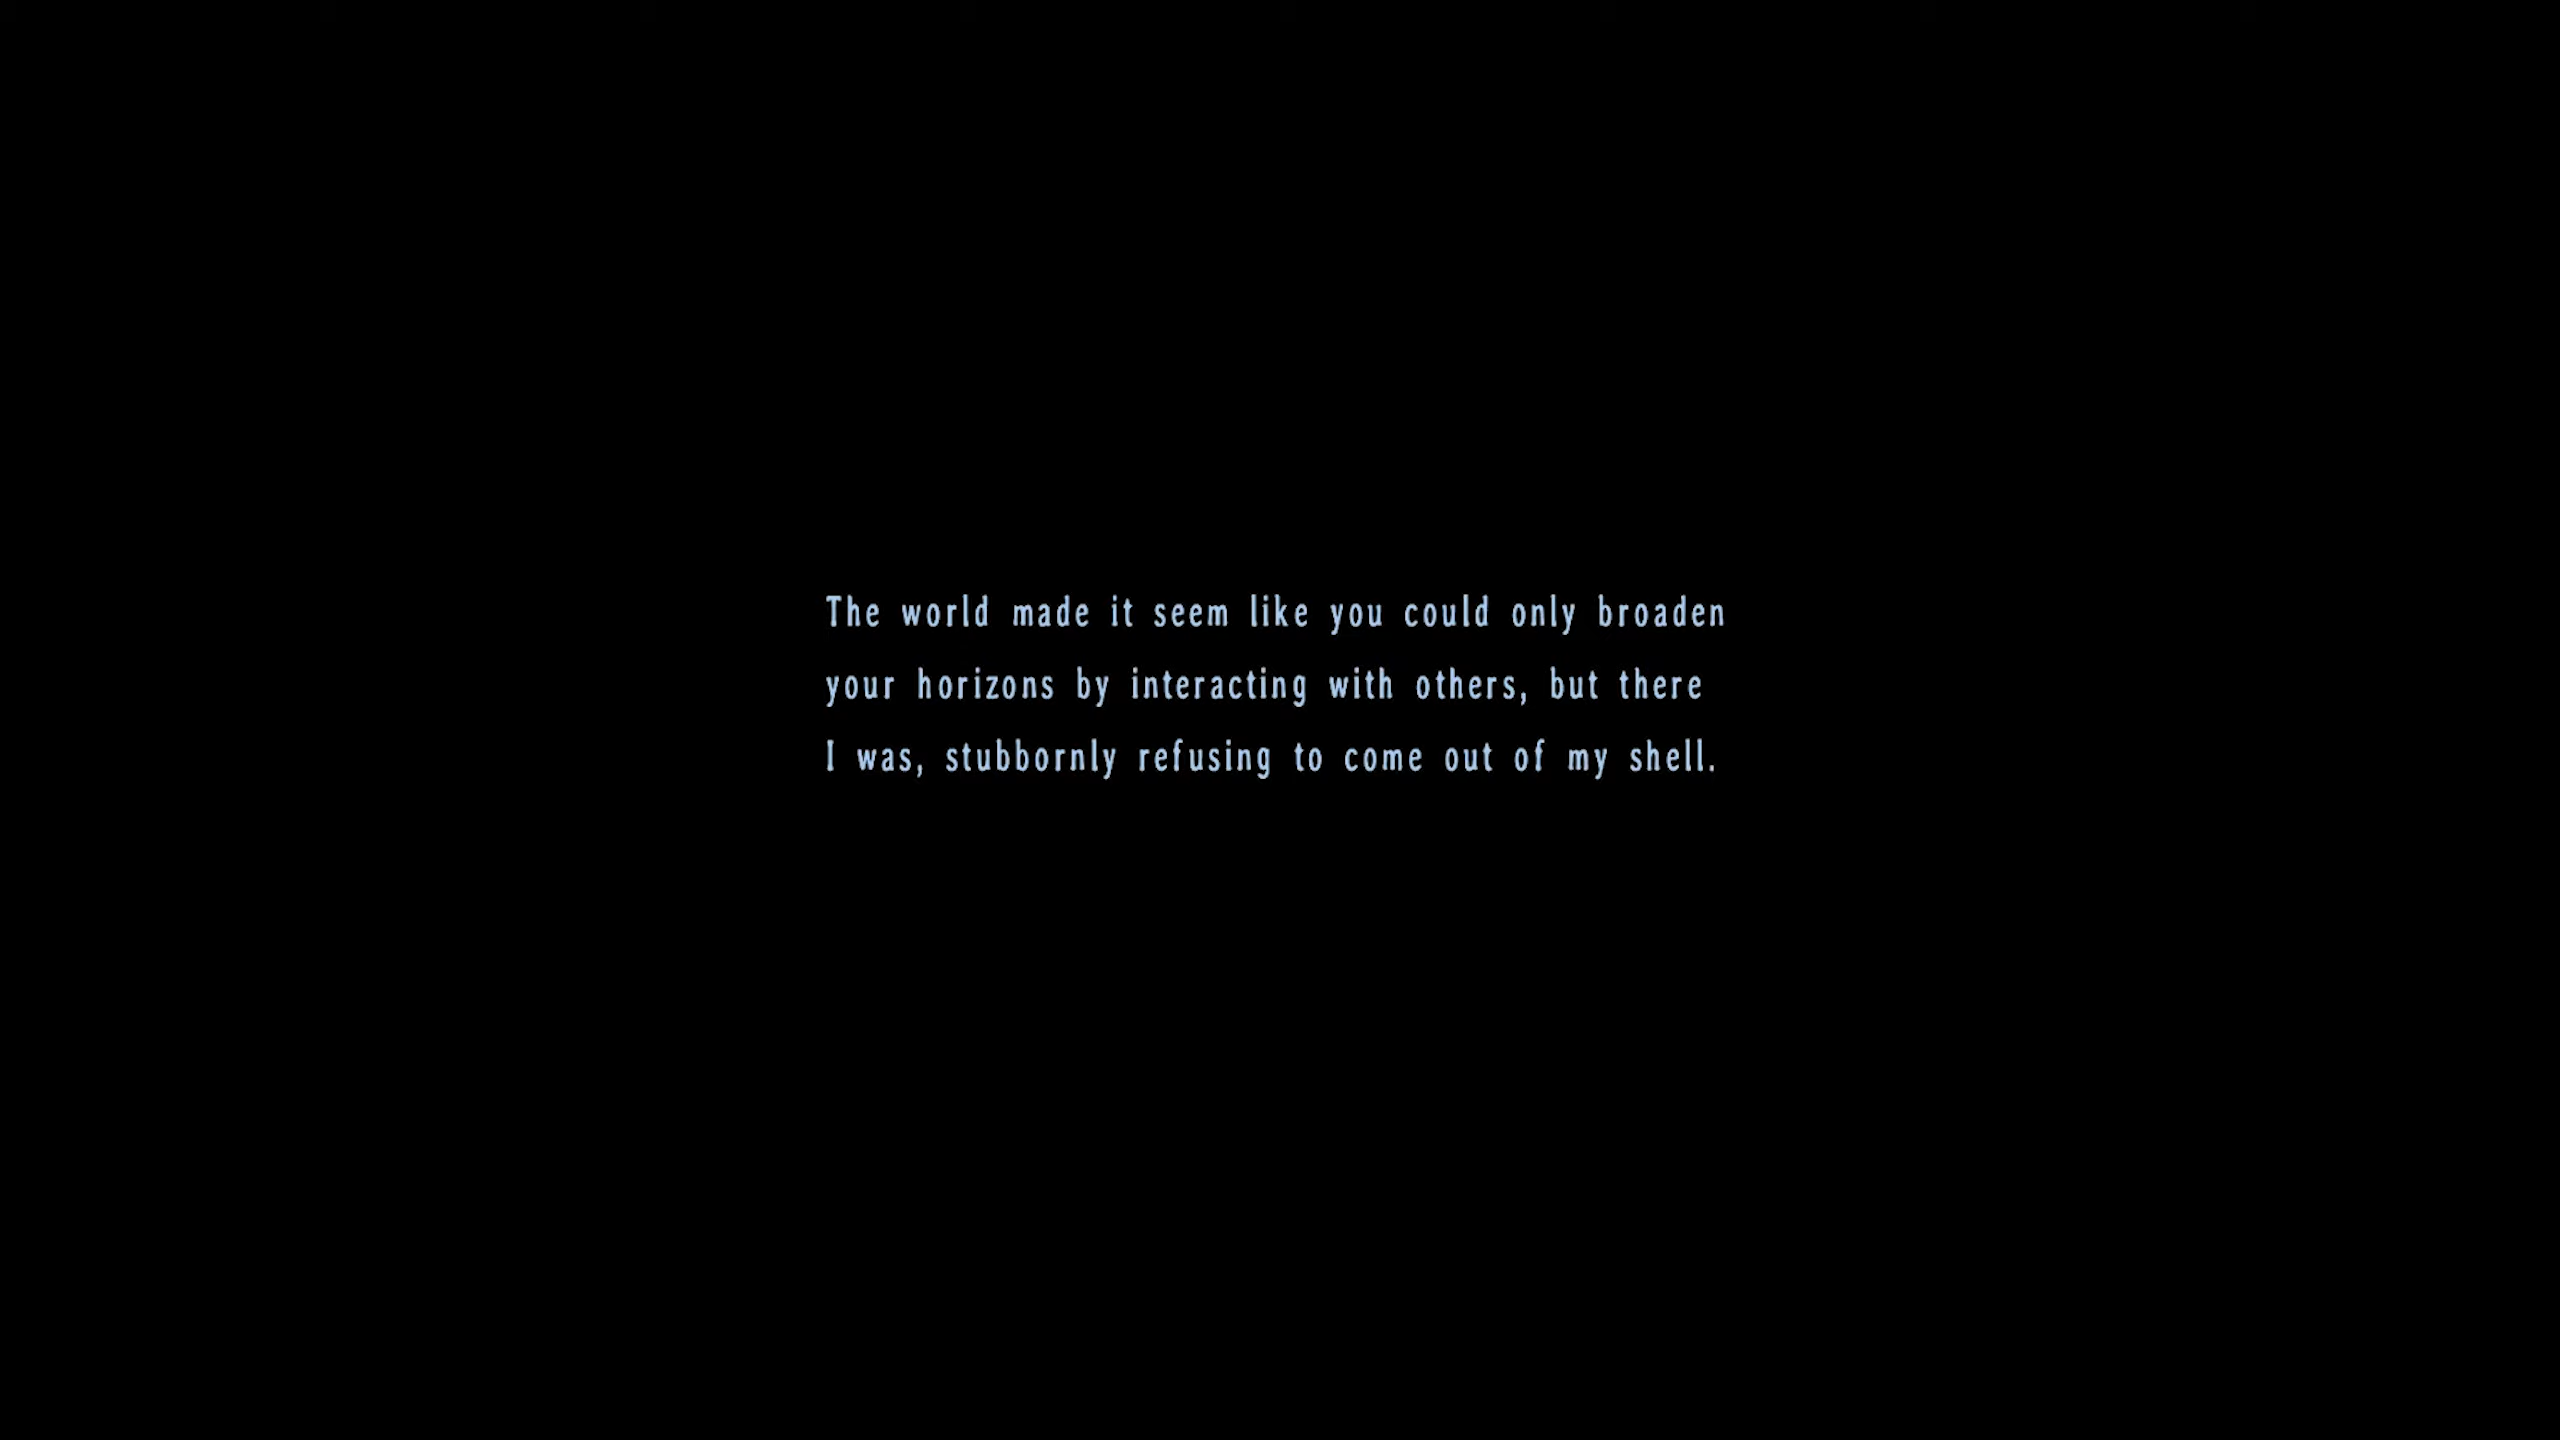 The world made it seem like you could only broaden
your horizons by interacting with others, but there
I was, stubbornly refusing to come out of my shell.